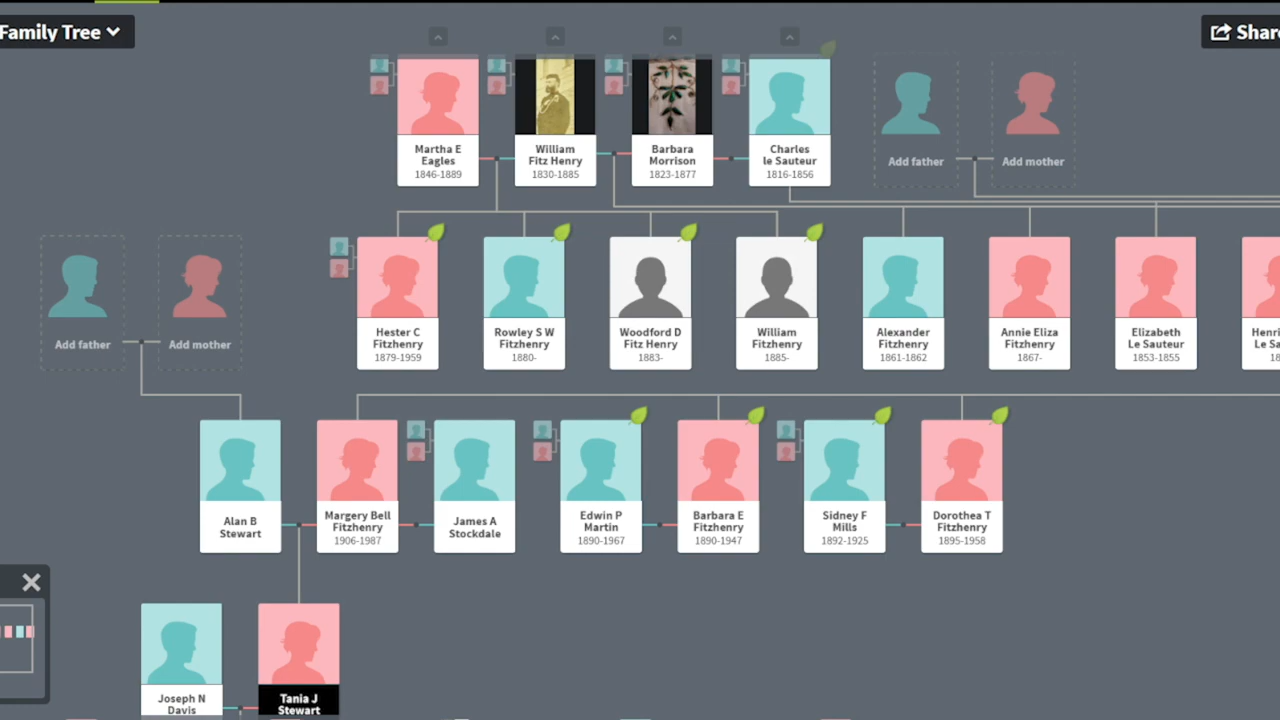 Family Tree
Share
Martha E
Eagles
1846-1889
William
Fitz Henry
1830-1885
Barbara
Morrison
1823-1877
Charles
le Sauteur
1816-1856
Add father
Add mother
Add father
Add mother
Hester C
Fitzhenry
1879-1959
Rowley S W
Fitzhenry
1880-
Woodford D
Fitz Henry
1883-
William
Fitzhenry
1885-
Alexander
Fitzhenry
1861-1862
Annie Eliza
Fitzhenry
1867-
Elizabeth
Le Sauteur
1853-1855
Henri
Le Sa
18
Alan B
Stewart
Margery Bell
Fitzhenry
1906-1987
James A
Stockdale
Edwin P
Martin
1890-1967
Barbara E
Fitzhenry
1890-1947
Sidney F
Mills
1892-1925
Dorothea T
Fitzhenry
1895-1958
Joseph N
Davis
Tania J
Stewart